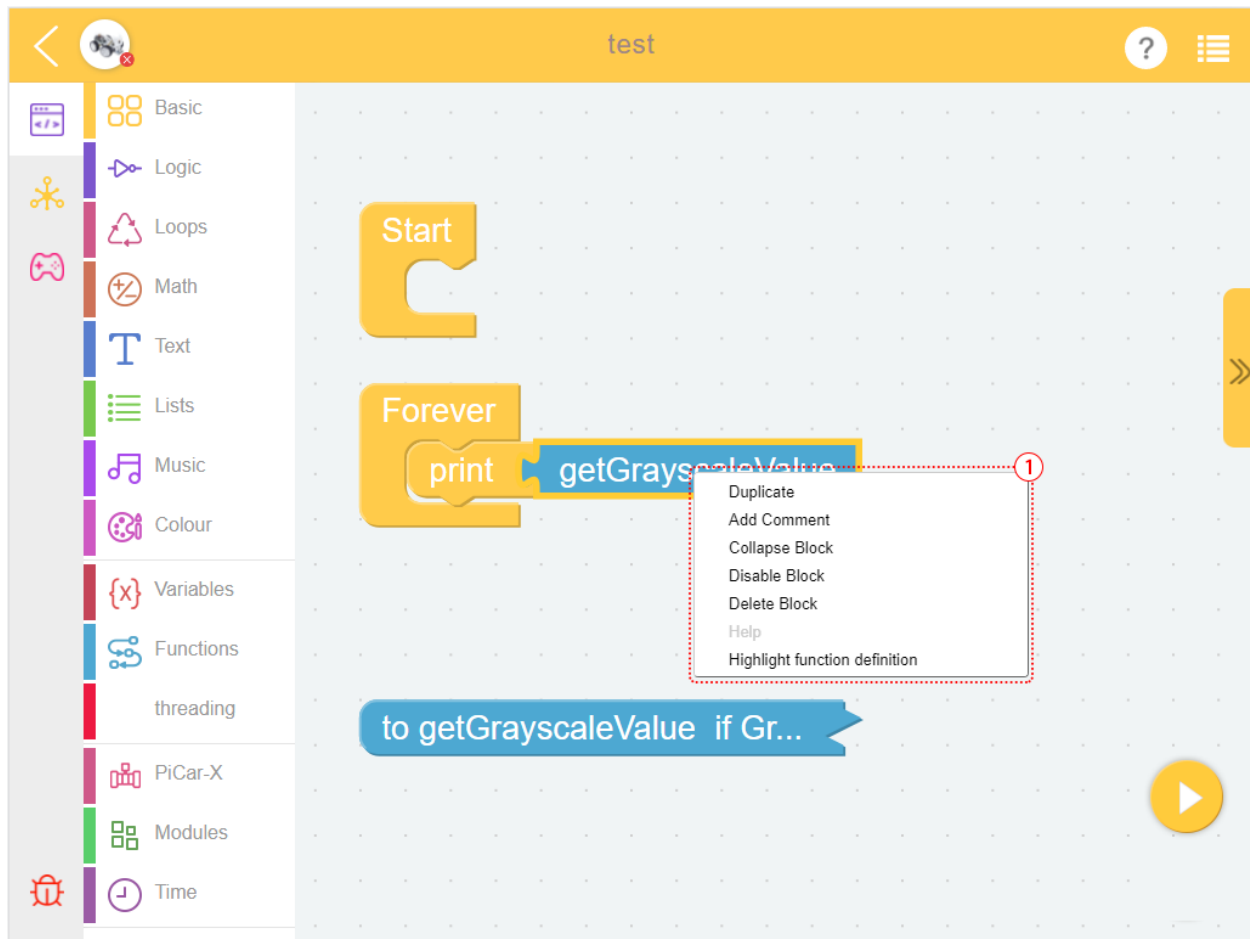 test
?
Basic
Logic
Loops
Math
Text
Lists
Music
Colour
Variables
Functions
threading
PiCar-X
Modules
Time
Start
Forever
print getGrayscaleValue
1
Duplicate
Add Comment
Collapse Block
Disable Block
Delete Block
Help
Highlight function definition
to getGrayscaleValue if Gr...